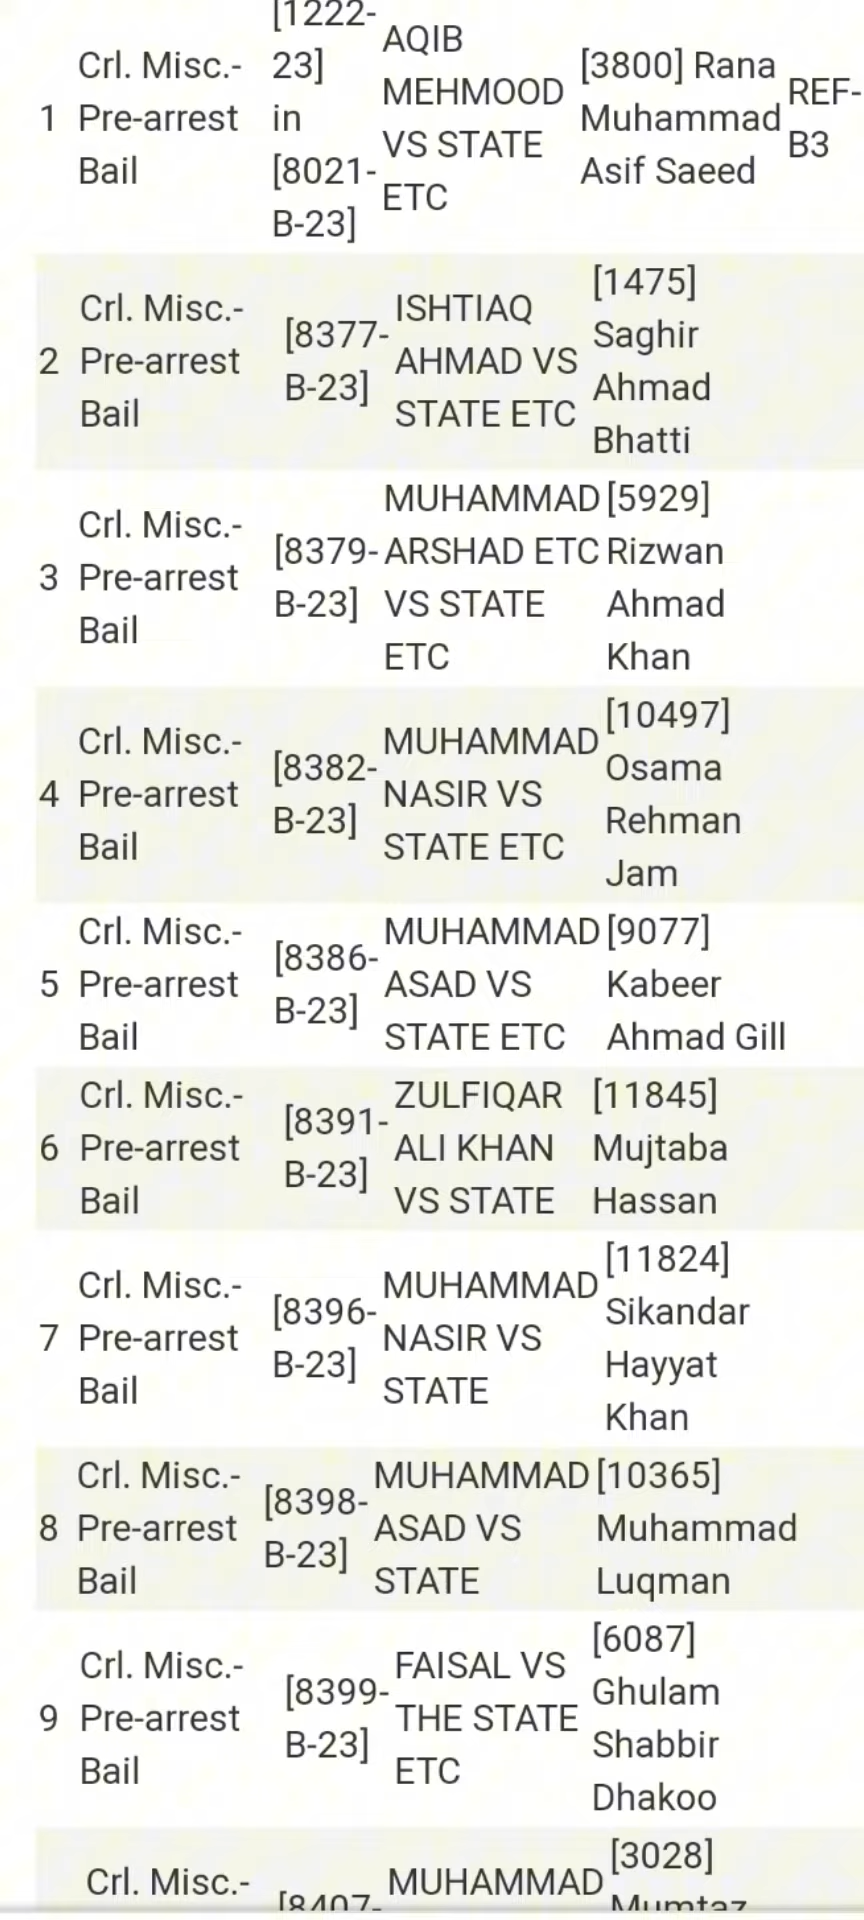 1
Crl. Misc.-
Pre-arrest
Bail
[1222-
23]
in
[8021-
B-23]
AQIB
MEHMOOD
VS STATE
ETC
[3800] Rana
Muhammad
Asif Saeed
REF-
B3
2
Crl. Misc.-
Pre-arrest
Bail
[8377-
B-23]
ISHTIAQ
AHMAD VS
STATE ETC
[1475]
Saghir
Ahmad
Bhatti
3
Crl. Misc.-
Pre-arrest
Bail
[8379-
B-23]
MUHAMMAD
ARSHAD ETC
VS STATE
ETC
[5929]
Rizwan
Ahmad
Khan
4
Crl. Misc.-
Pre-arrest
Bail
[8382-
B-23]
MUHAMMAD
NASIR VS
STATE ETC
[10497]
Osama
Rehman
Jam
5
Crl. Misc.-
Pre-arrest
Bail
[8386-
B-23]
MUHAMMAD
ASAD VS
STATE ETC
[9077]
Kabeer
Ahmad Gill
6
Crl. Misc.-
Pre-arrest
Bail
[8391-
B-23]
ZULFIQAR
ALI KHAN
VS STATE
[11845]
Mujtaba
Hassan
7
Crl. Misc.-
Pre-arrest
Bail
[8396-
B-23]
MUHAMMAD
NASIR VS
STATE
[11824]
Sikandar
Hayyat
Khan
8
Crl. Misc.-
Pre-arrest
Bail
[8398-
B-23]
MUHAMMAD
ASAD VS
STATE
[10365]
Muhammad
Luqman
9
Crl. Misc.-
Pre-arrest
Bail
[8399-
B-23]
FAISAL VS
THE STATE
ETC
[6087]
Ghulam
Shabbir
Dhakoo
Crl. Misc.-
[8407-
MUHAMMAD
[3028]
Mumtaz